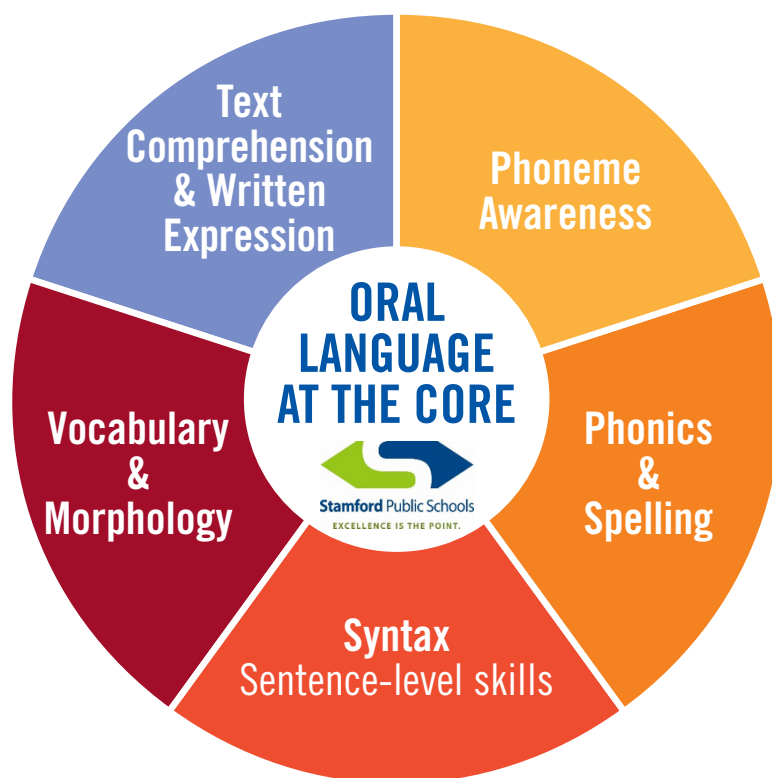 Text
Comprehension
& Written
Expression
Phoneme
Awareness
ORAL
LANGUAGE
AT THE CORE
Stamford Public Schools
EXCELLENCE IS THE POINT.
Vocabulary
&
Morphology
Phonics
&
Spelling
Syntax
Sentence-level skills